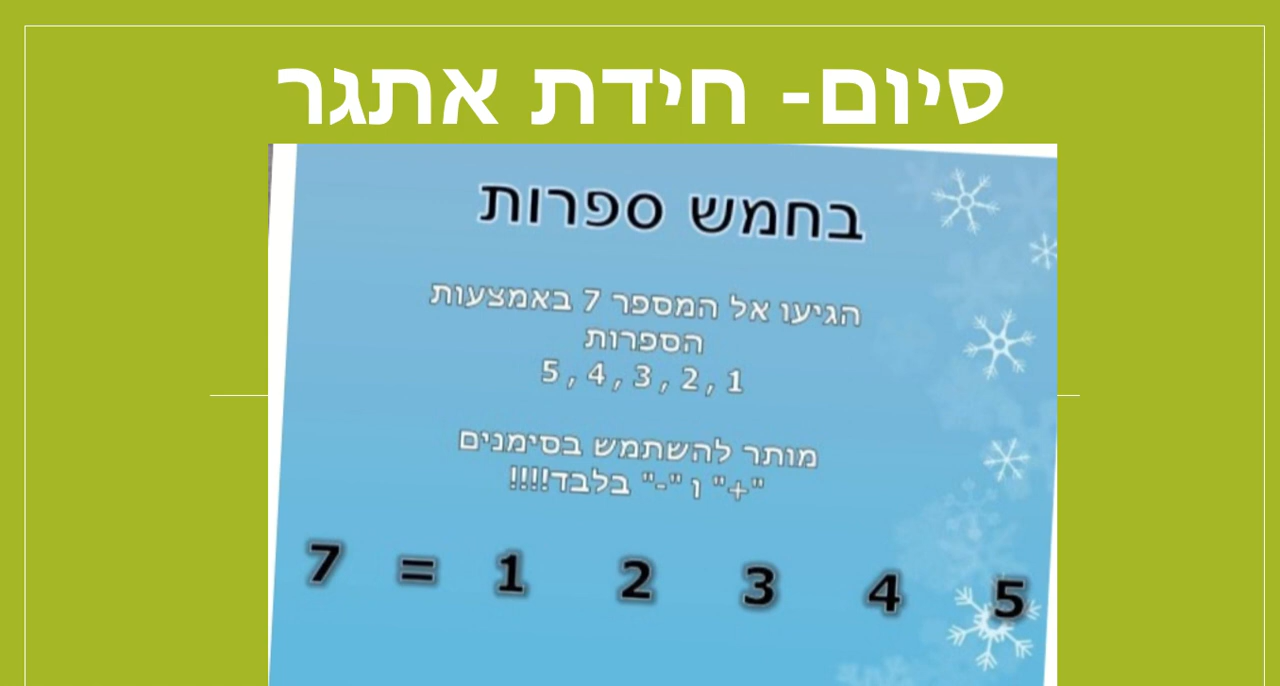 סיום- חידת אתגר
בחמש ספרות
הגיעו אל המספר 7 באמצעות
הספרות
5 , 4 , 3 , 2 , 1
מותר להשתמש בסימנים
"+" ו "-" בלבד!!!!
7 = 1 2 3 4 5